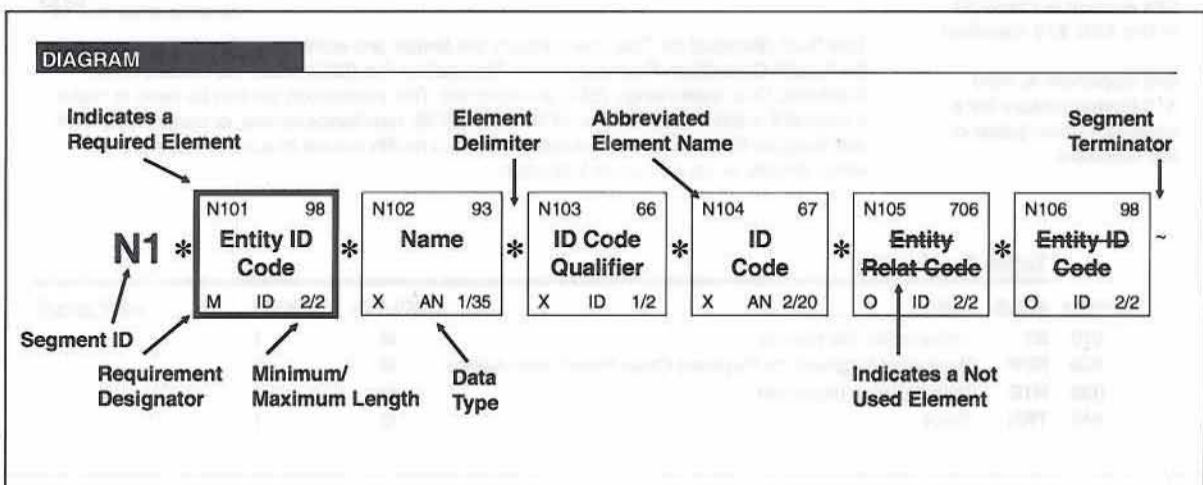 DIAGRAM
Indicates a
Required Element
Element
Delimiter
Abbreviated
Element Name
Segment
Terminator
N1 * N101 98 Entity ID Code M ID 2/2 * N102 93 Name X AN 1/35 * N103 66 ID Code Qualifier X ID 1/2 * N104 67 ID Code X AN 2/20 * N105 706 Entity Relat Code O ID 2/2 * N106 98 Entity ID Code O ID 2/2 ~
Segment ID
Requirement
Designator
Minimum/
Maximum Length
Data
Type
Indicates a Not
Used Element